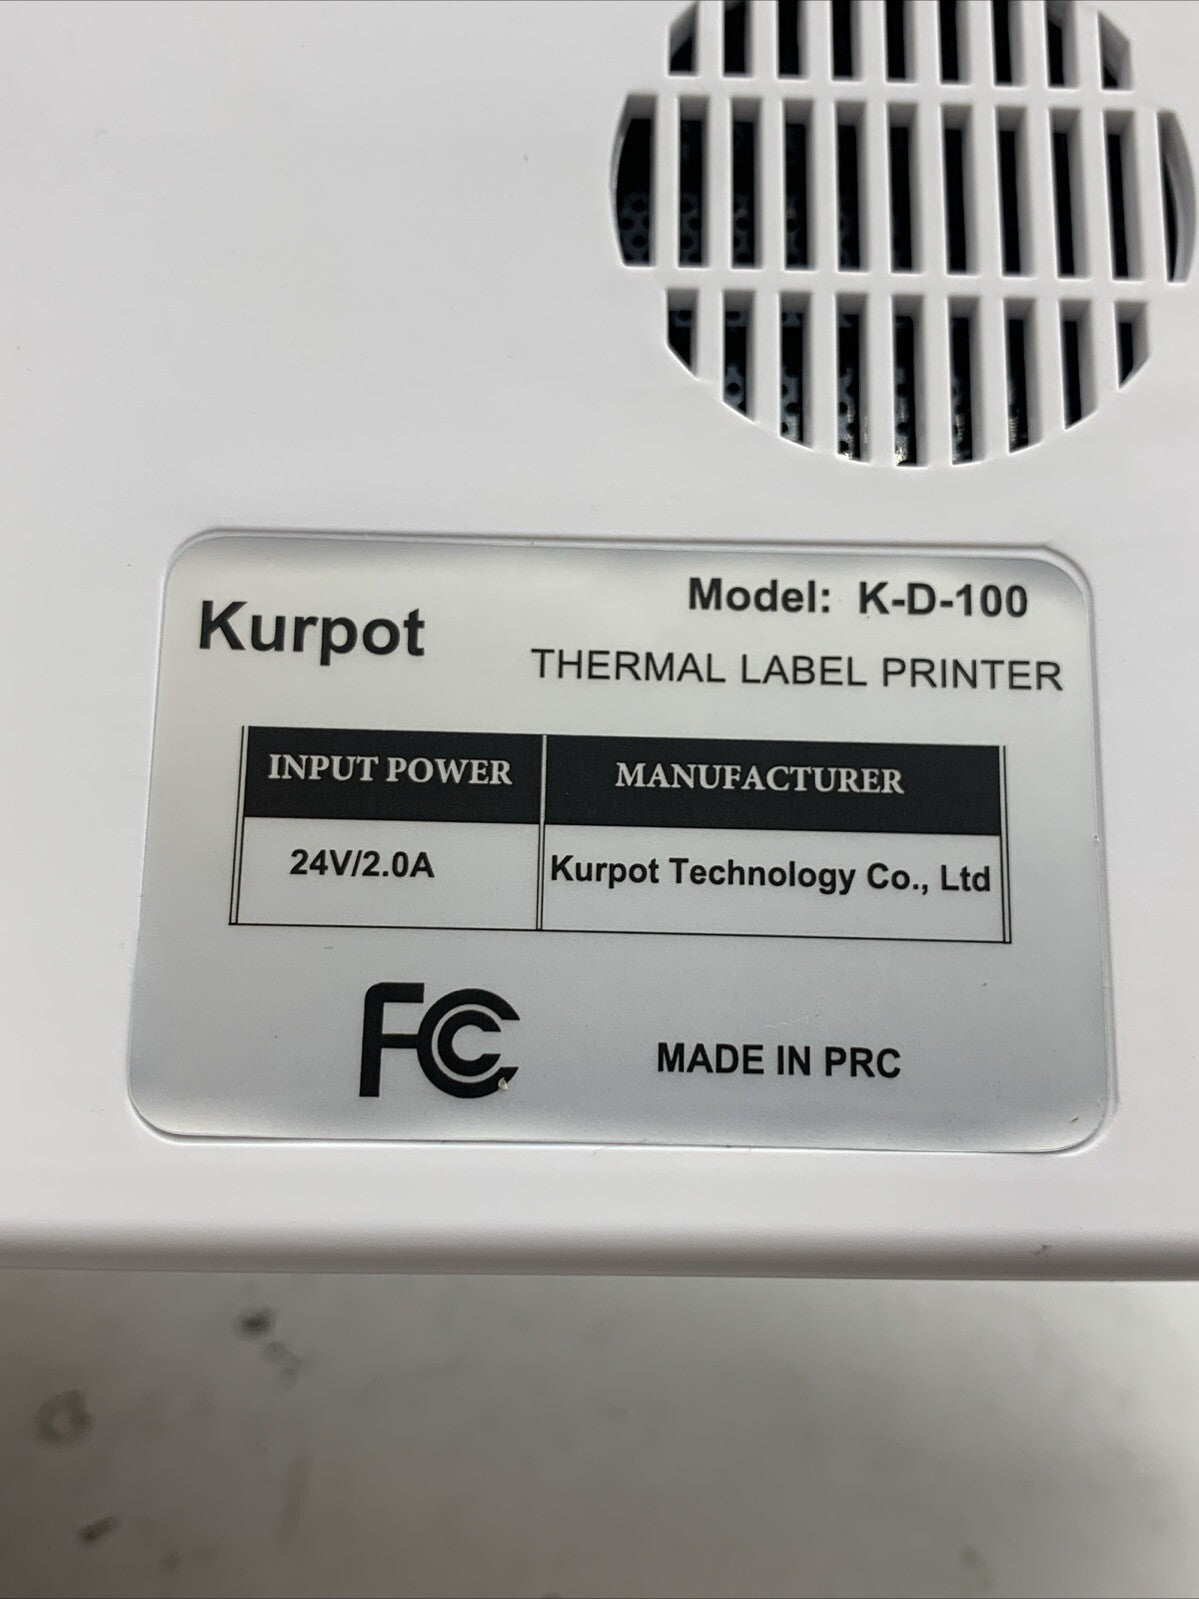 Kurpot
Model: K-D-100
THERMAL LABEL PRINTER
INPUT POWER
MANUFACTURER
24V/2.0A
Kurpot Technology Co., Ltd
FC
MADE IN PRC